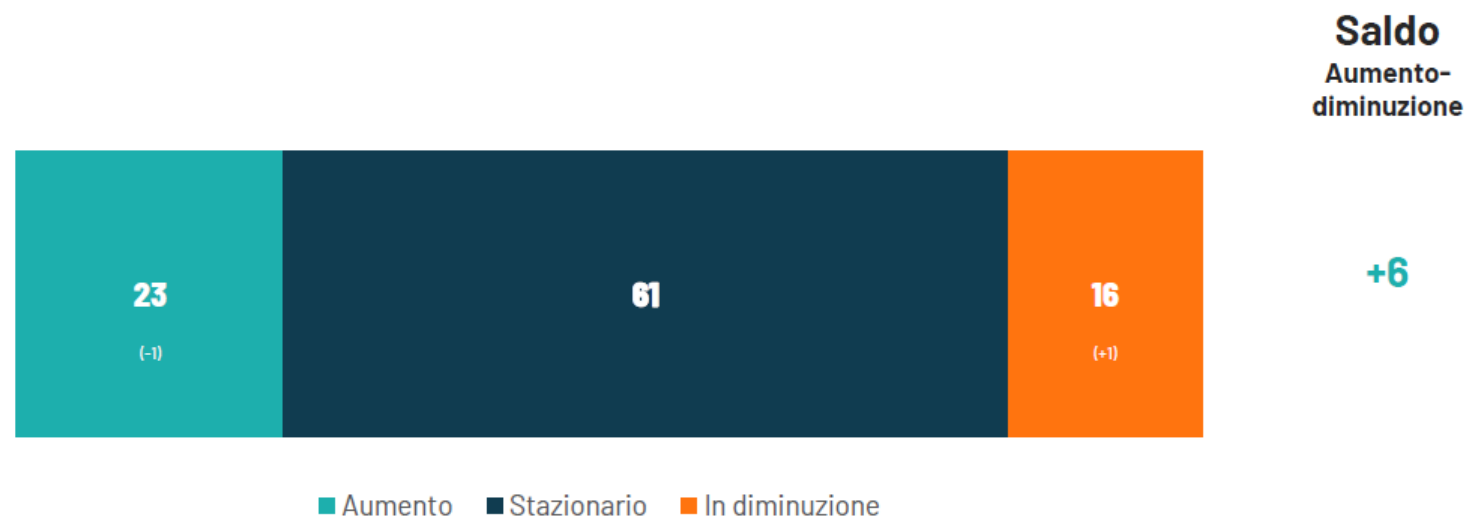 Saldo
Aumento-
diminuzione
23
61
16
+6
(-1)
(+1)
Aumento
Stazionario
In diminuzione